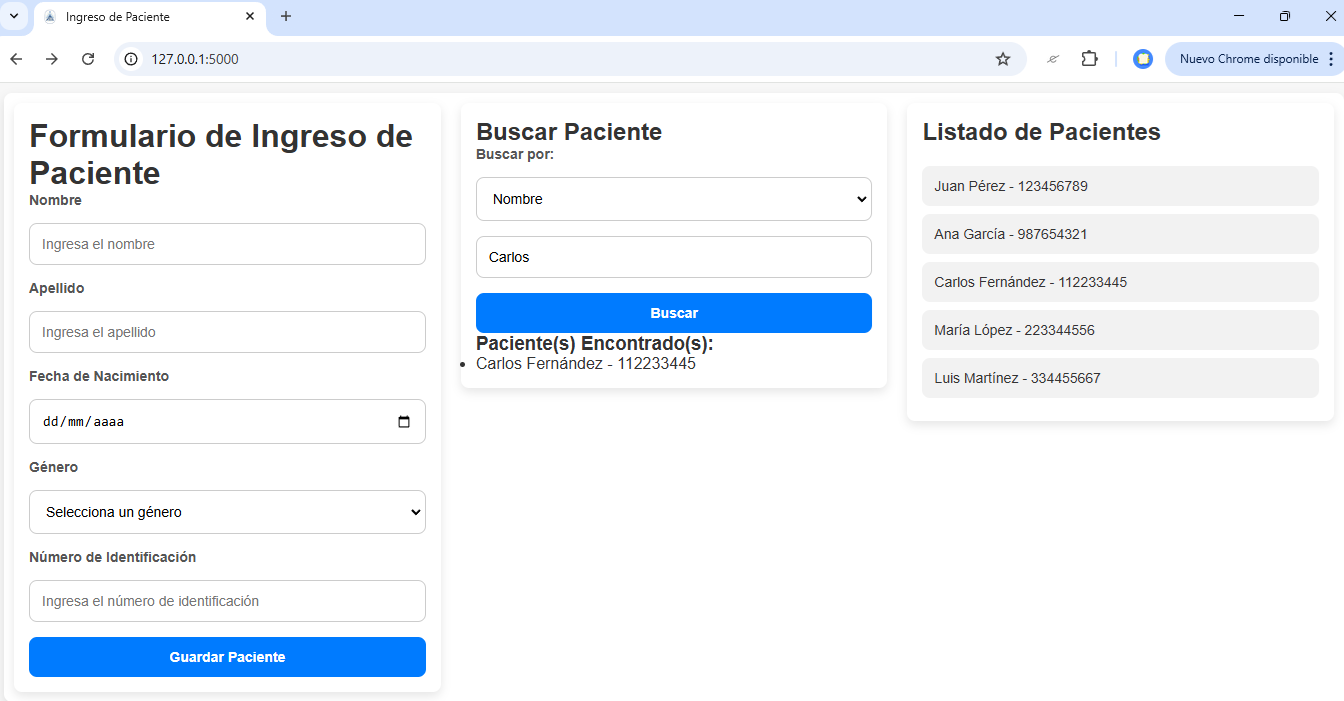 Ingreso de Paciente
127.0.0.1:5000
Nuevo Chrome disponible
Formulario de Ingreso de
Paciente
Nombre
Ingresa el nombre
Apellido
Ingresa el apellido
Fecha de Nacimiento
dd/mm/aaaa
Género
Selecciona un género
Número de Identificación
Ingresa el número de identificación
Guardar Paciente
Buscar Paciente
Buscar por:
Nombre
Carlos
Buscar
Paciente(s) Encontrado(s):
• Carlos Fernández - 112233445
Listado de Pacientes
Juan Pérez - 123456789
Ana García - 987654321
Carlos Fernández - 112233445
María López - 223344556
Luis Martínez - 334455667